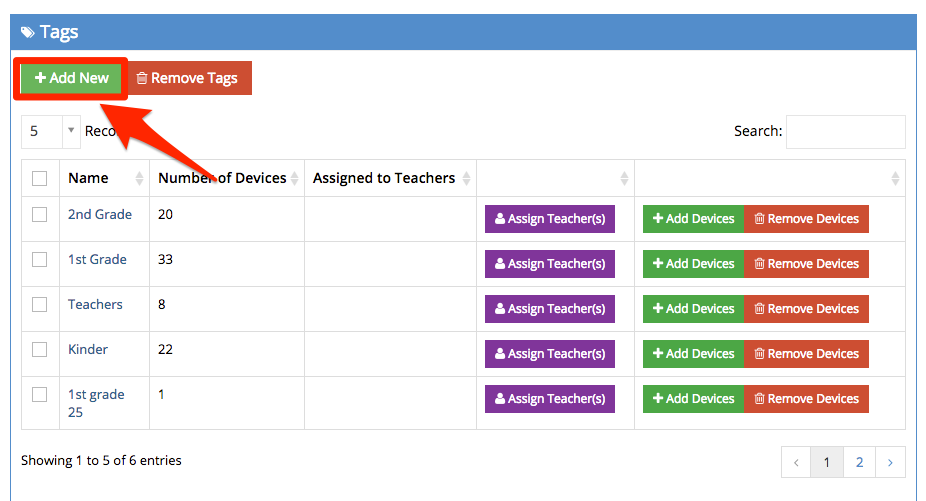 Tags
Add New Remove Tags
5 Reco Search:
Name Number of Devices Assigned to Teachers
2nd Grade 20 Assign Teacher(s) Add Devices Remove Devices
1st Grade 33 Assign Teacher(s) Add Devices Remove Devices
Teachers 8 Assign Teacher(s) Add Devices Remove Devices
Kinder 22 Assign Teacher(s) Add Devices Remove Devices
1st grade 1 Assign Teacher(s) Add Devices Remove Devices
25
Showing 1 to 5 of 6 entries < 1 2 >